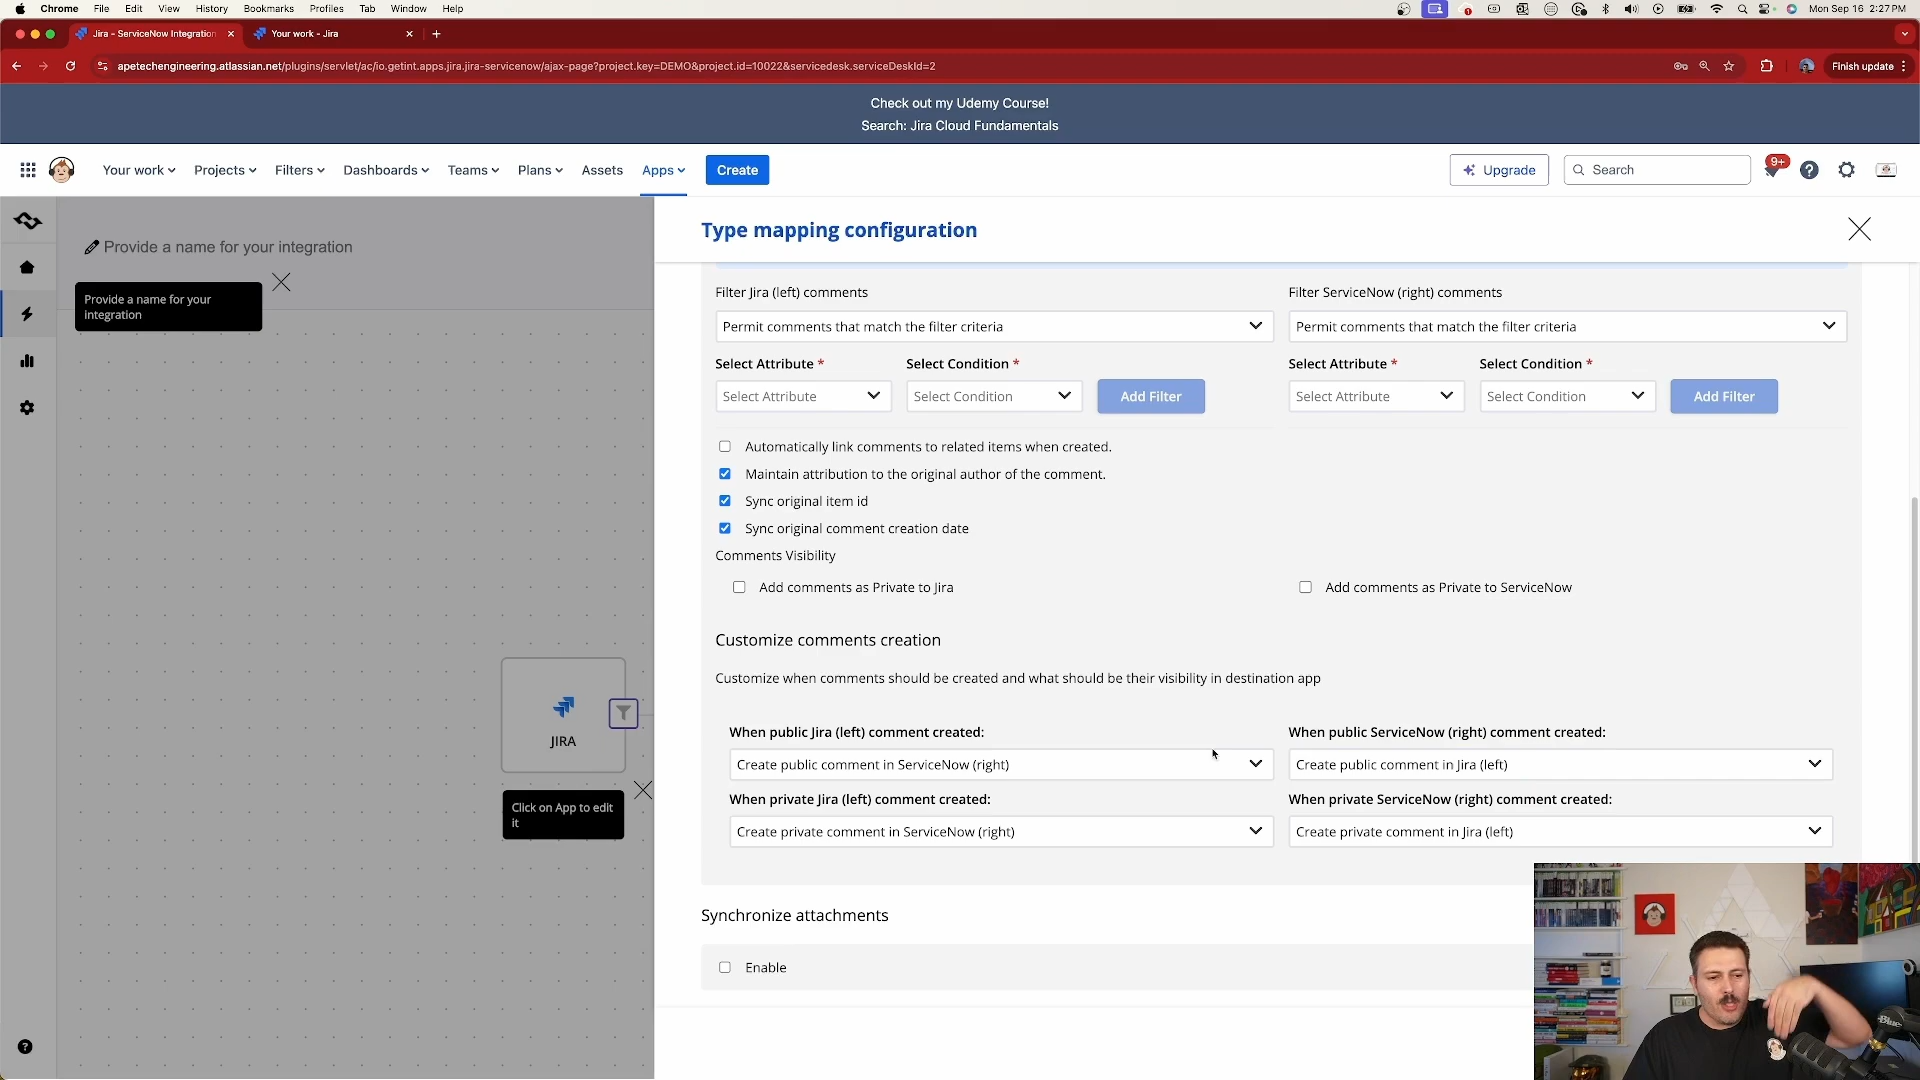 Chrome File Edit View History Bookmarks Profiles Tab Window Help
Mon Sep 16 2:27 PM
Jira - ServiceNow Integration
Your work - Jira
apetechengineering.atlassian.net/plugins/servlet/ac/io.getint.apps.jira.jira-servicenow/ajax-page?project.key=DEMO&project.id=10022&servicedesk.serviceDeskId=2
Finish update
Check out my Udemy Course!
Search: Jira Cloud Fundamentals
Your work Projects Filters Dashboards Teams Plans Assets Apps Create
Upgrade
Search
9+
Provide a name for your integration
Provide a name for your
integration
JIRA
Click on App to edit
it
Type mapping configuration
Filter Jira (left) comments
Filter ServiceNow (right) comments
Permit comments that match the filter criteria
Permit comments that match the filter criteria
Select Attribute *
Select Condition *
Select Attribute *
Select Condition *
Select Attribute
Select Condition
Add Filter
Select Attribute
Select Condition
Add Filter
Automatically link comments to related items when created.
Maintain attribution to the original author of the comment.
Sync original item id
Sync original comment creation date
Comments Visibility
Add comments as Private to Jira
Add comments as Private to ServiceNow
Customize comments creation
Customize when comments should be created and what should be their visibility in destination app
When public Jira (left) comment created:
When public ServiceNow (right) comment created:
Create public comment in ServiceNow (right)
Create public comment in Jira (left)
When private Jira (left) comment created:
When private ServiceNow (right) comment created:
Create private comment in ServiceNow (right)
Create private comment in Jira (left)
Synchronize attachments
Enable
Blue